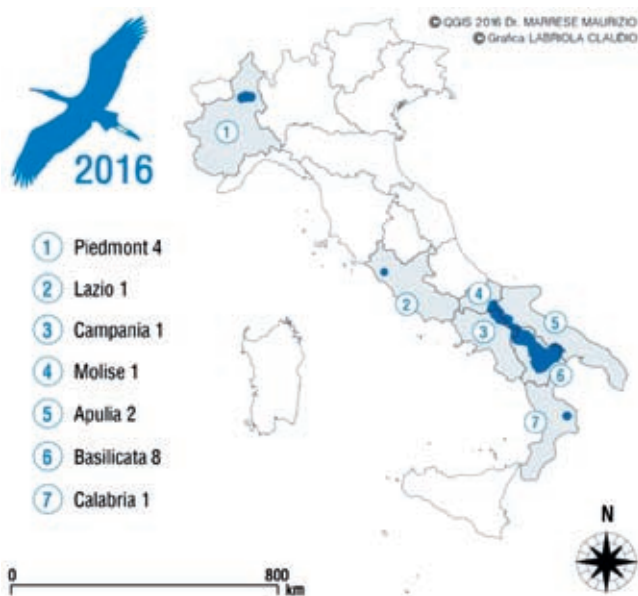 © QGIS 2016 Dr. MARRESE MAURIZIO
© Grafica LABRIOLA CLAUDIO
2016
1 Piedmont 4
2 Lazio 1
3 Campania 1
4 Molise 1
5 Apulia 2
6 Basilicata 8
7 Calabria 1
1
2
3
4
5
6
7
N
0 800
km